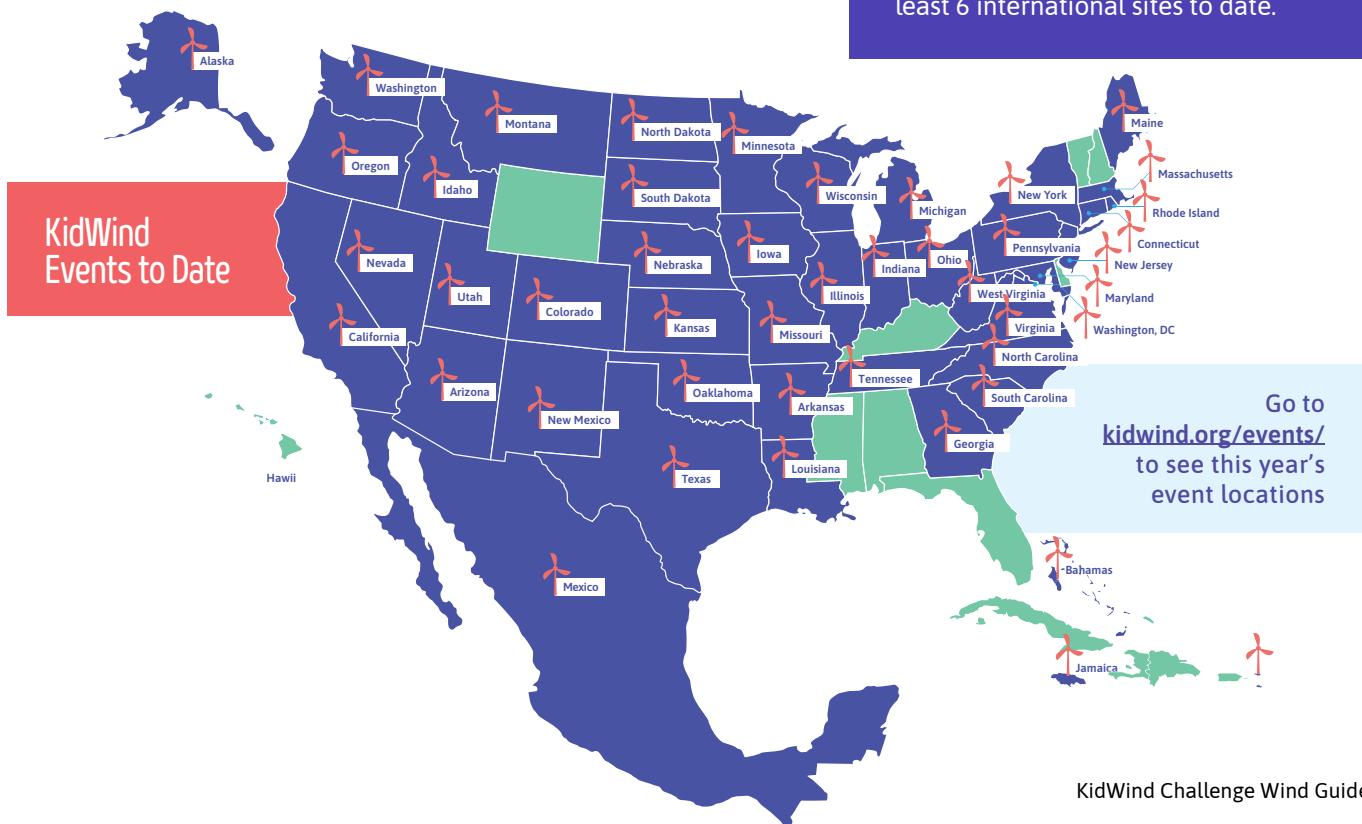 least 6 international sites to date.
Alaska
Washington
Montana
North Dakota
Minnesota
Maine
Oregon
Idaho
South Dakota
Wisconsin
Michigan
New York
Massachusetts
Rhode Island
Connecticut
KidWind
Events to Date
Nevada
Utah
Colorado
Nebraska
Iowa
Illinois
Indiana
Ohio
Pennsylvania
West Virginia
New Jersey
Maryland
Washington, DC
California
Kansas
Missouri
Virginia
North Carolina
Arizona
New Mexico
Oaklahoma
Arkansas
Tennessee
South Carolina
Georgia
Hawii
Texas
Louisiana
Go to
kidwind.org/events/
to see this year's
event locations
Mexico
Bahamas
Jamaica
KidWind Challenge Wind Guide